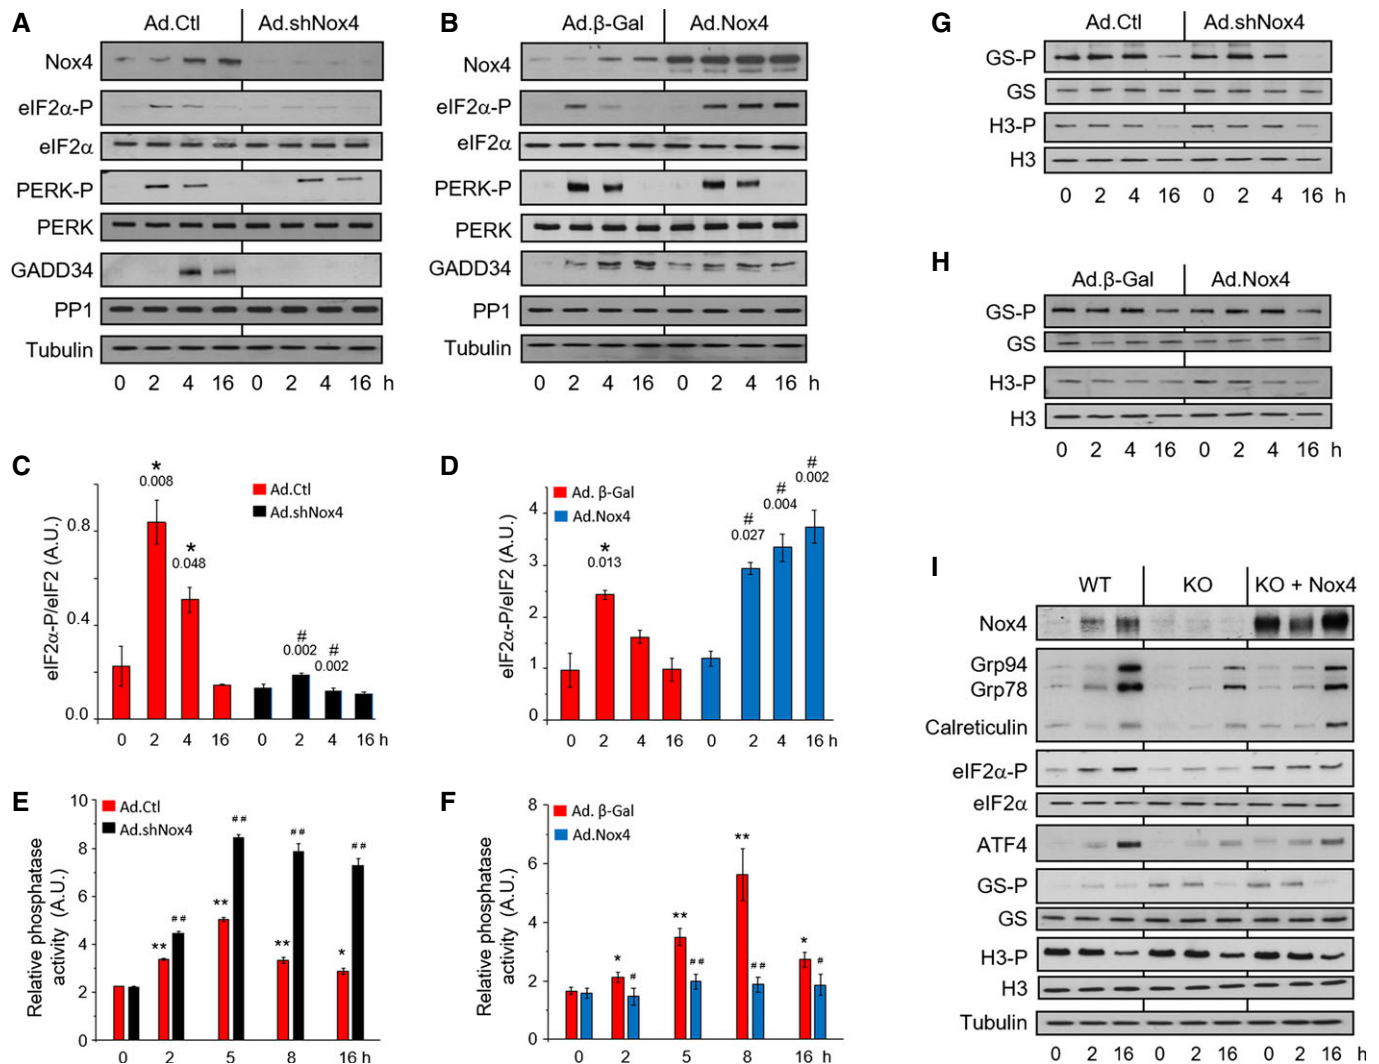 A
Ad.Ctl Ad.shNox4
Nox4
eIF2α-P
eIF2α
PERK-P
PERK
GADD34
PP1
Tubulin
0 2 4 16 0 2 4 16 h
B
Ad.β-Gal Ad.Nox4
Nox4
eIF2α-P
eIF2α
PERK-P
PERK
GADD34
PP1
Tubulin
0 2 4 16 0 2 4 16 h
C
eIF2α-P/eIF2 (A.U.)
0.8
0.4
0.0
Ad.Ctl
Ad.shNox4
*
0.008
*
0.048
#
0.002
#
0.002
0 2 4 16 0 2 4 16 h
D
eIF2α-P/eIF2 (A.U.)
4
3
2
1
0
Ad. β-Gal
Ad.Nox4
*
0.013
#
0.027
#
0.004
#
0.002
0 2 4 16 0 2 4 16 h
E
Relative phosphatase
activity (A.U.)
10
8
6
4
2
0
Ad.Ctl
Ad.shNox4
** ## ** ## ** ## * ##
0 2 5 8 16 h
F
Relative phosphatase
activity (A.U.)
8
6
4
2
0
Ad. β-Gal
Ad.Nox4
* # ** ## ** ## * #
0 2 5 8 16 h
G
Ad.Ctl Ad.shNox4
GS-P
GS
H3-P
H3
0 2 4 16 0 2 4 16 h
H
Ad.β-Gal Ad.Nox4
GS-P
GS
H3-P
H3
0 2 4 16 0 2 4 16 h
I
WT KO KO + Nox4
Nox4
Grp94
Grp78
Calreticulin
eIF2α-P
eIF2α
ATF4
GS-P
GS
H3-P
H3
Tubulin
0 2 16 0 2 16 0 2 16 h